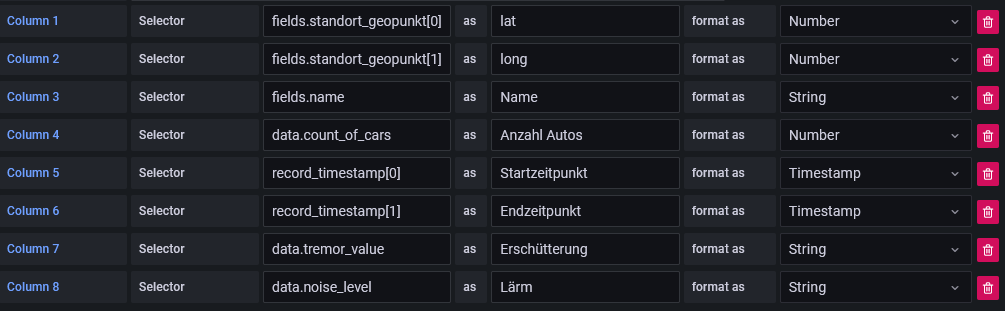 Column 1 Selector fields.standort_geopunkt[0] as lat format as Number
Column 2 Selector fields.standort_geopunkt[1] as long format as Number
Column 3 Selector fields.name as Name format as String
Column 4 Selector data.count_of_cars as Anzahl Autos format as Number
Column 5 Selector record_timestamp[0] as Startzeitpunkt format as Timestamp
Column 6 Selector record_timestamp[1] as Endzeitpunkt format as Timestamp
Column 7 Selector data.tremor_value as Erschütterung format as String
Column 8 Selector data.noise_level as Lärm format as String